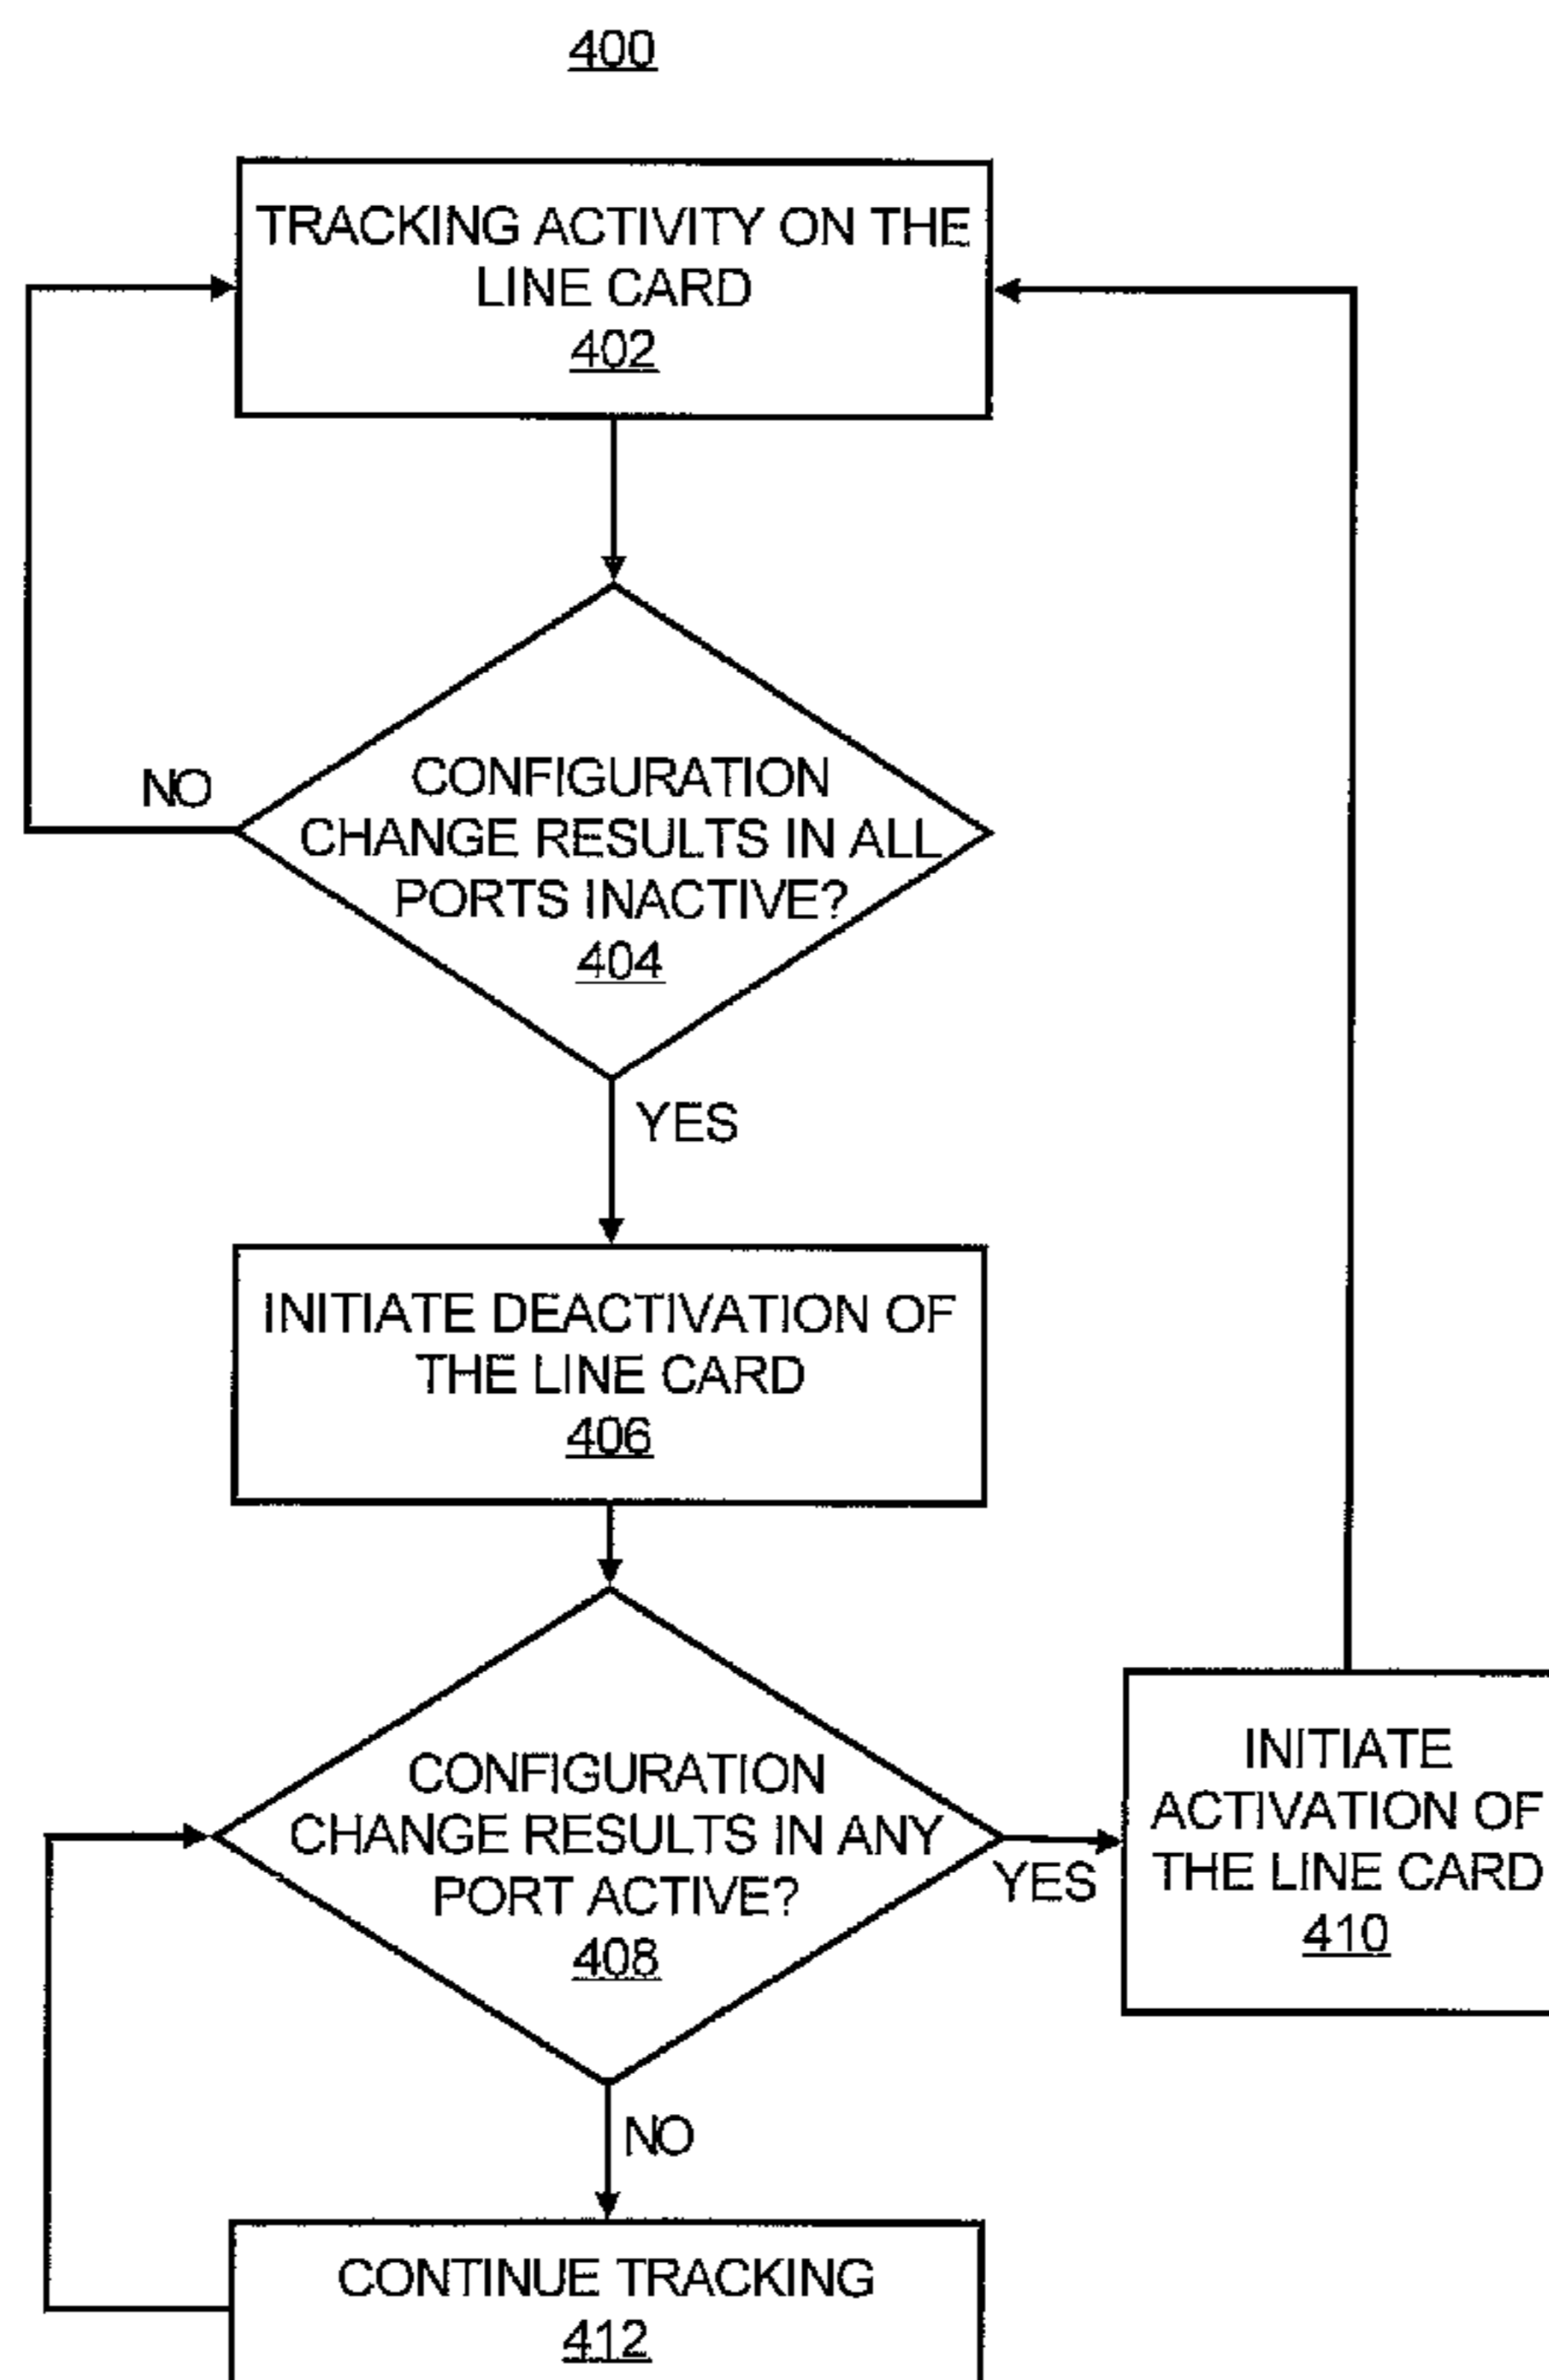 400
TRACKING ACTIVITY ON THE
LINE CARD
402
CONFIGURATION
CHANGE RESULTS IN ALL
PORTS INACTIVE?
404
NO
YES
INITIATE DEACTIVATION OF
THE LINE CARD
406
CONFIGURATION
CHANGE RESULTS IN ANY
PORT ACTIVE?
408
YES
INITIATE
ACTIVATION OF
THE LINE CARD
410
NO
CONTINUE TRACKING
412